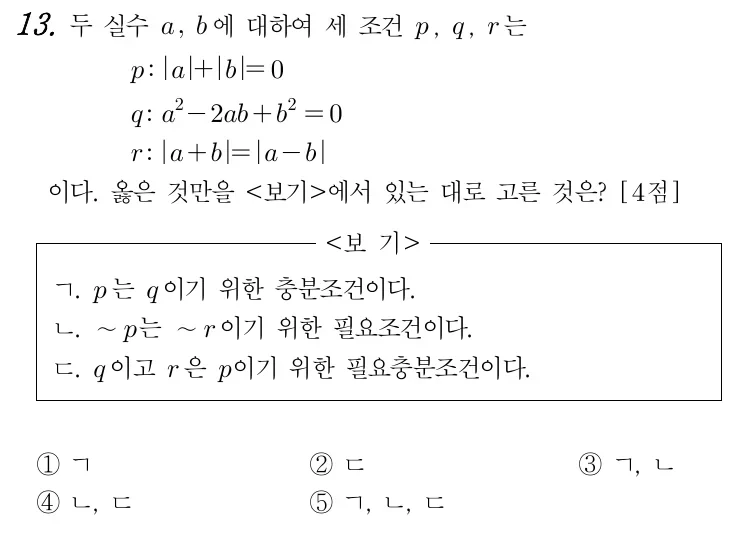 13. 두 실수 a, b에 대하여 세 조건 p, q, r는
p: |a|+|b|=0
q: a²-2ab+b²=0
r: |a+b|=|a-b|
이다. 옳은 것만을 <보기>에서 있는 대로 고른 것은? [4점]
<보 기>
ㄱ. p는 q이기 위한 충분조건이다.
ㄴ. ~p는 ~r이기 위한 필요조건이다.
ㄷ. q이고 r은 p이기 위한 필요충분조건이다.
① ㄱ ② ㄷ ③ ㄱ, ㄴ
④ ㄴ, ㄷ ⑤ ㄱ, ㄴ, ㄷ